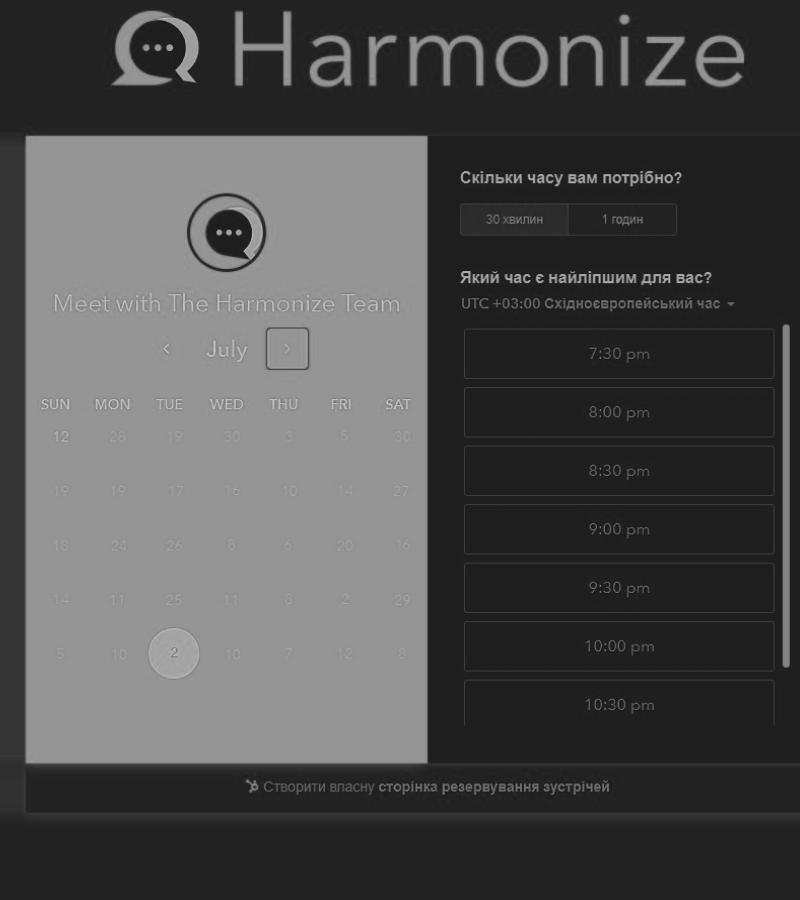 Harmonize
Meet with The Harmonize Team
July
SUN MON TUE WED THU FRI SAT
12 28 19 30 3 5 30
19 19 17 16 10 14 27
18 24 26 8 6 20 16
14 11 25 11 8 2 29
5 10 2 10 7 12 8
Скільки часу вам потрібно?
30 хвилин 1 годин
Який час є найліпшим для вас?
UTC +03:00 Східноєвропейський час
7:30 pm
8:00 pm
8:30 pm
9:00 pm
9:30 pm
10:00 pm
10:30 pm
Створити власну сторінка резервування зустрічей